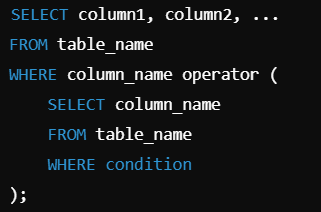 SELECT column1, column2, ...
FROM table_name
WHERE column_name operator (
    SELECT column_name
    FROM table_name
    WHERE condition
);